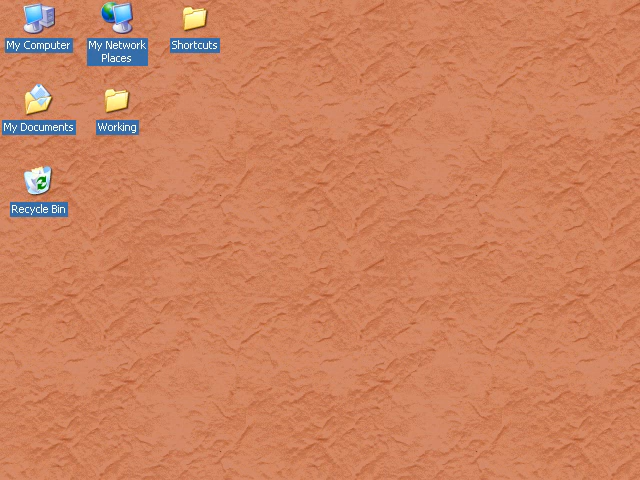 My Computer
My Network
Places
Shortcuts
My Documents
Working
Recycle Bin